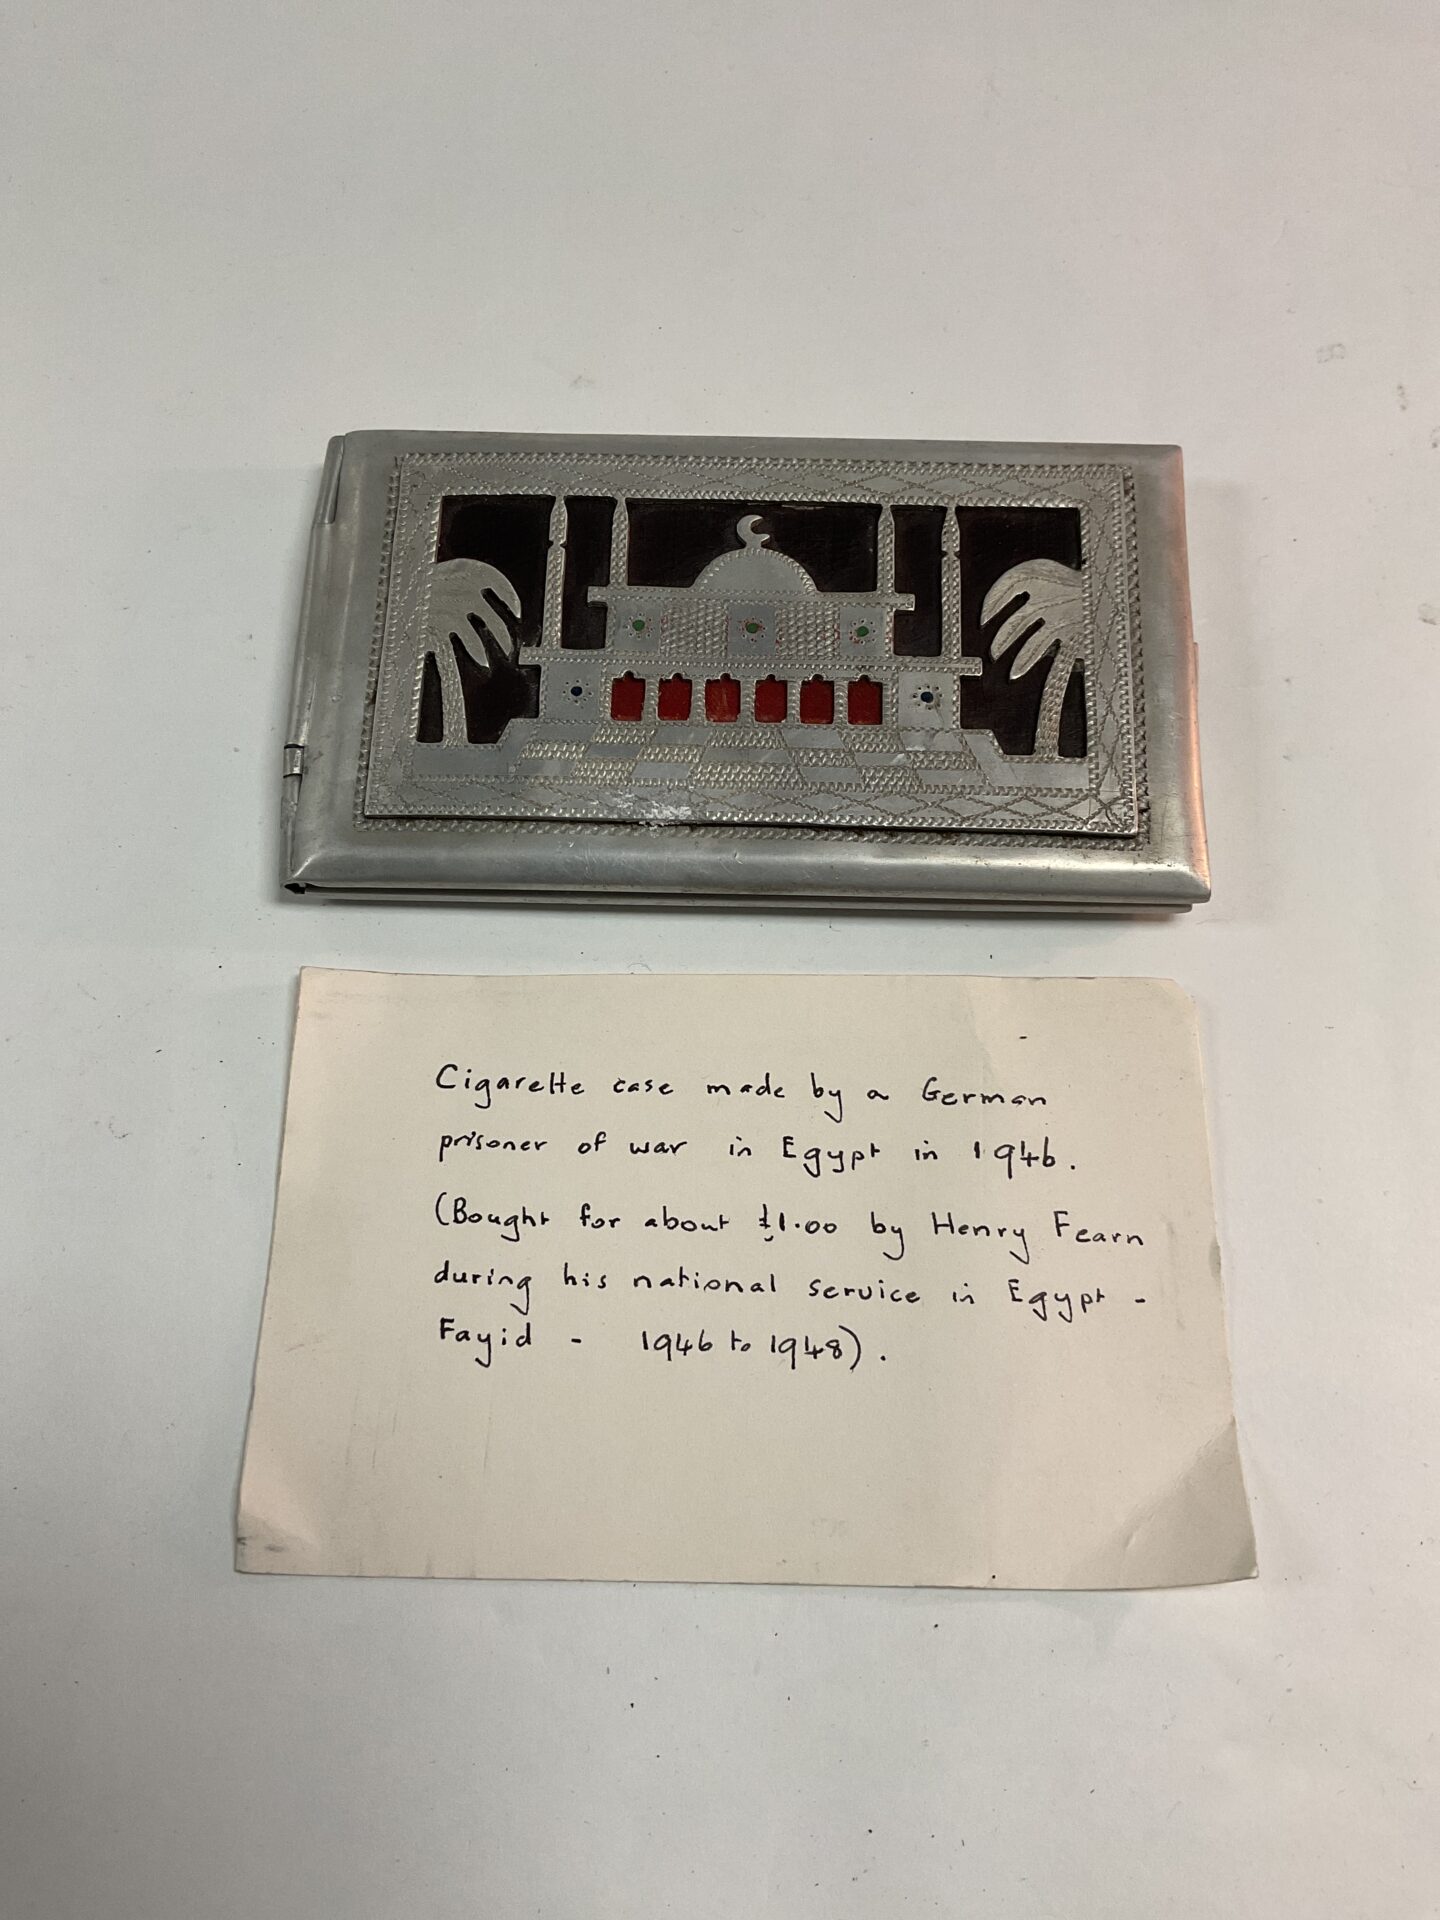 Cigarette case made by a German
prisoner of war in Egypt in 1946.
(Bought for about £1.00 by Henry Fearn
during his national service in Egypt -
Fayid - 1946 to 1948).